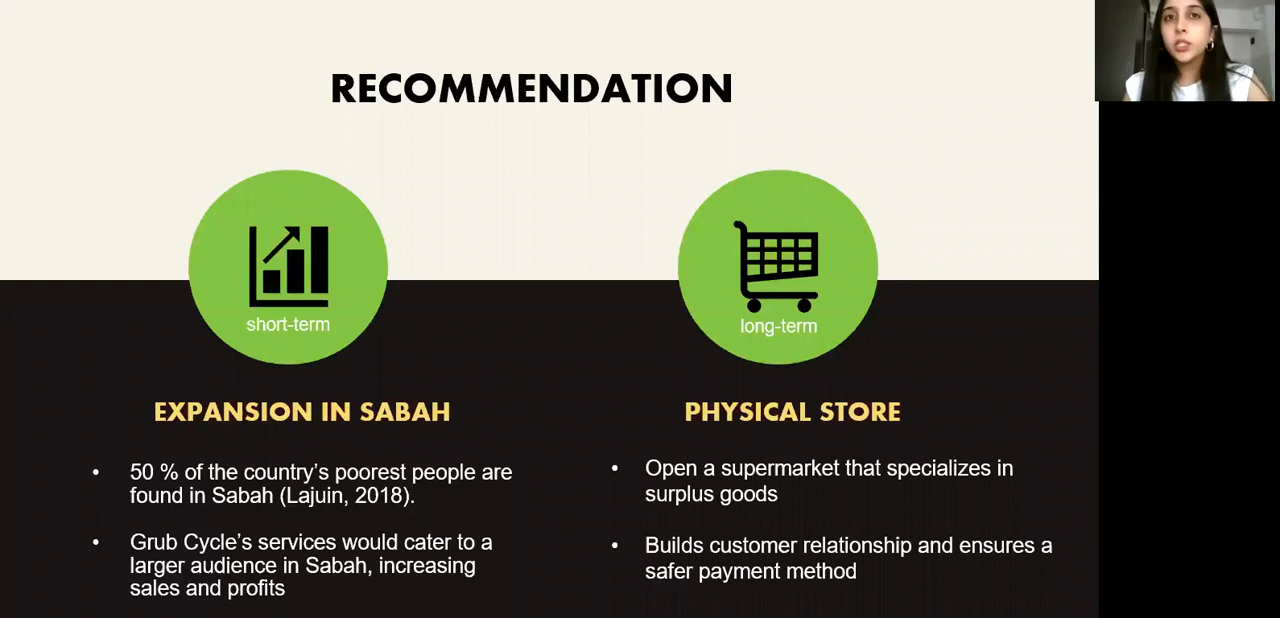 RECOMMENDATION
short-term
long-term
EXPANSION IN SABAH
50 % of the country's poorest people are
found in Sabah (Lajuin, 2018).
Grub Cycle's services would cater to a
larger audience in Sabah, increasing
sales and profits
PHYSICAL STORE
Open a supermarket that specializes in
surplus goods
Builds customer relationship and ensures a
safer payment method